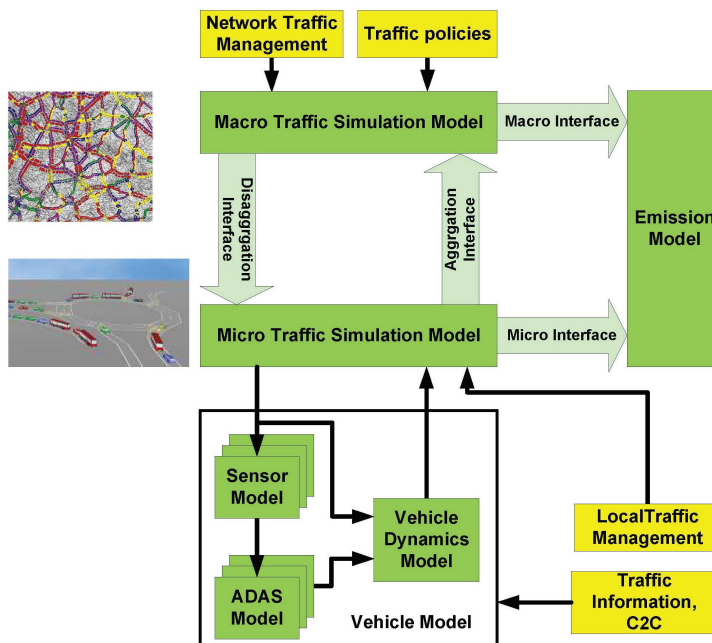 Network Traffic
Management
Traffic policies
Macro Traffic Simulation Model
Macro Interface
Disaggrgation
Interface
Aggrgation
Interface
Emission
Model
Micro Traffic Simulation Model
Micro Interface
Sensor
Model
Vehicle
Dynamics
Model
ADAS
Model
Vehicle Model
LocalTraffic
Management
Traffic
Information,
C2C